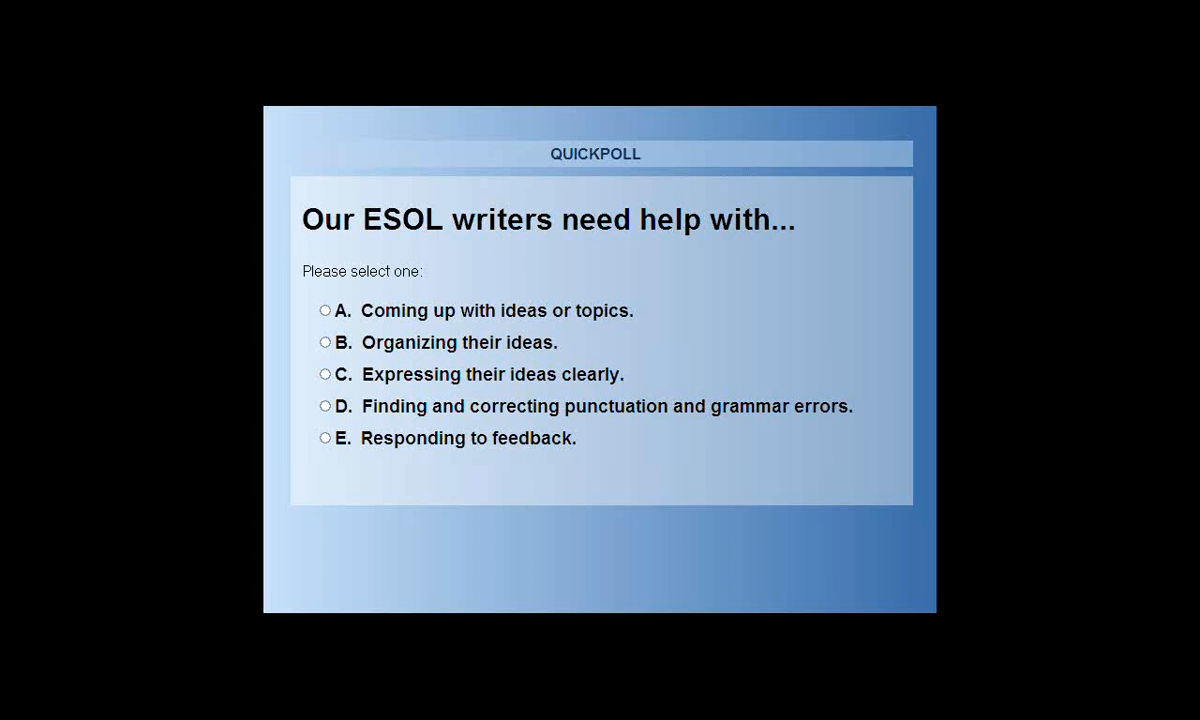 QUICKPOLL
Our ESOL writers need help with...
Please select one:
A. Coming up with ideas or topics.
B. Organizing their ideas.
C. Expressing their ideas clearly.
D. Finding and correcting punctuation and grammar errors.
E. Responding to feedback.